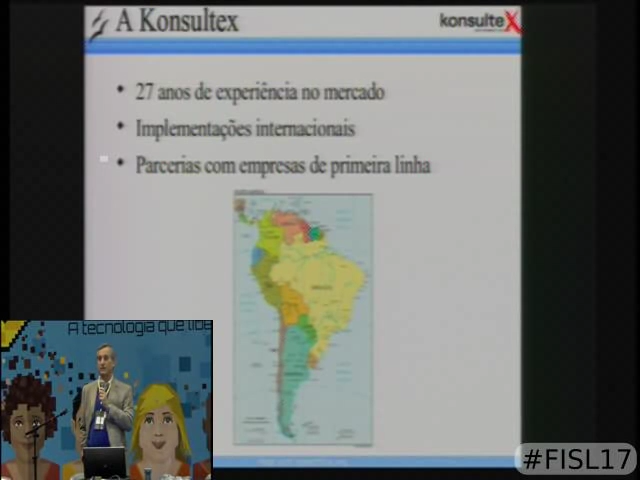 A Konsultex
konsulteX
27 anos de experiência no mercado
Implementações internacionais
Parcerias com empresas de primeira linha
A tecnologia que libe
#FISL17